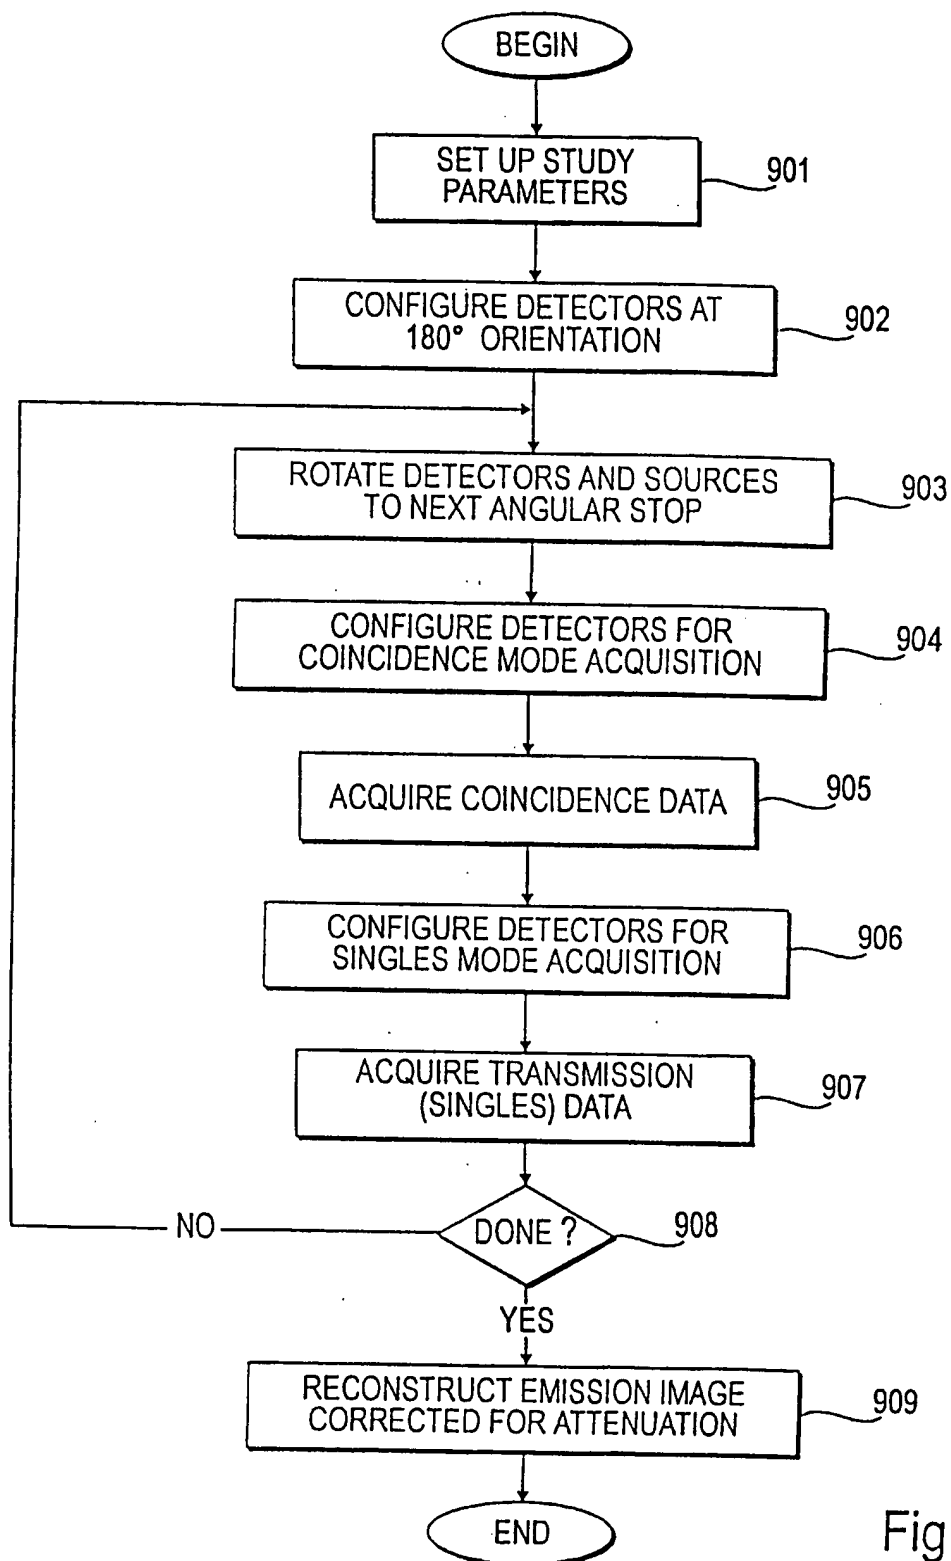 BEGIN
SET UP STUDY
PARAMETERS
901
CONFIGURE DETECTORS AT
180° ORIENTATION
902
ROTATE DETECTORS AND SOURCES
TO NEXT ANGULAR STOP
903
CONFIGURE DETECTORS FOR
COINCIDENCE MODE ACQUISITION
904
ACQUIRE COINCIDENCE DATA
905
CONFIGURE DETECTORS FOR
SINGLES MODE ACQUISITION
906
ACQUIRE TRANSMISSION
(SINGLES) DATA
907
NO
DONE ?
908
YES
RECONSTRUCT EMISSION IMAGE
CORRECTED FOR ATTENUATION
909
END
Fig